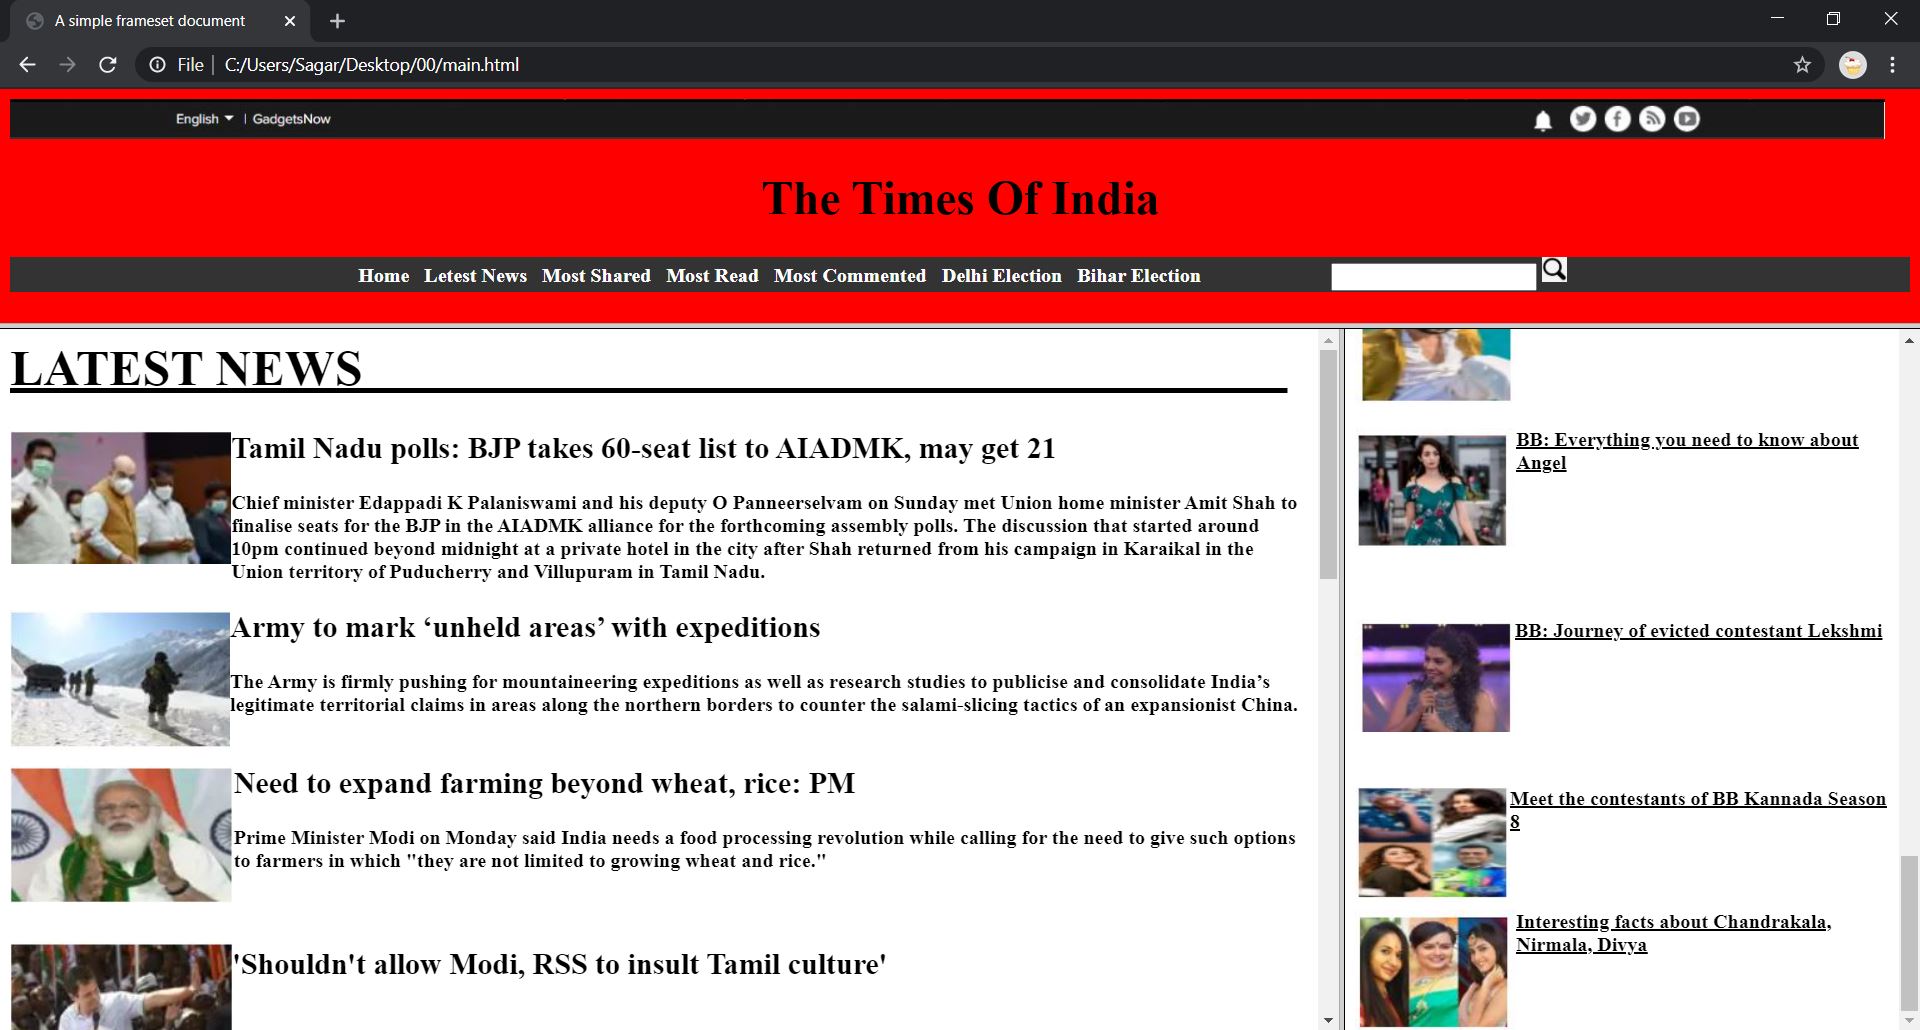 A simple frameset document
File C:/Users/Sagar/Desktop/00/main.html
English | GadgetsNow
The Times Of India
Home Letest News Most Shared Most Read Most Commented Delhi Election Bihar Election
LATEST NEWS
Tamil Nadu polls: BJP takes 60-seat list to AIADMK, may get 21
Chief minister Edappadi K Palaniswami and his deputy O Panneerselvam on Sunday met Union home minister Amit Shah to
finalise seats for the BJP in the AIADMK alliance for the forthcoming assembly polls. The discussion that started around
10pm continued beyond midnight at a private hotel in the city after Shah returned from his campaign in Karaikal in the
Union territory of Puducherry and Villupuram in Tamil Nadu.
Army to mark ‘unheld areas’ with expeditions
The Army is firmly pushing for mountaineering expeditions as well as research studies to publicise and consolidate India’s
legitimate territorial claims in areas along the northern borders to counter the salami-slicing tactics of an expansionist China.
Need to expand farming beyond wheat, rice: PM
Prime Minister Modi on Monday said India needs a food processing revolution while calling for the need to give such options
to farmers in which "they are not limited to growing wheat and rice."
'Shouldn't allow Modi, RSS to insult Tamil culture'
BB: Everything you need to know about
Angel
BB: Journey of evicted contestant Lekshmi
Meet the contestants of BB Kannada Season
8
Interesting facts about Chandrakala,
Nirmala, Divya